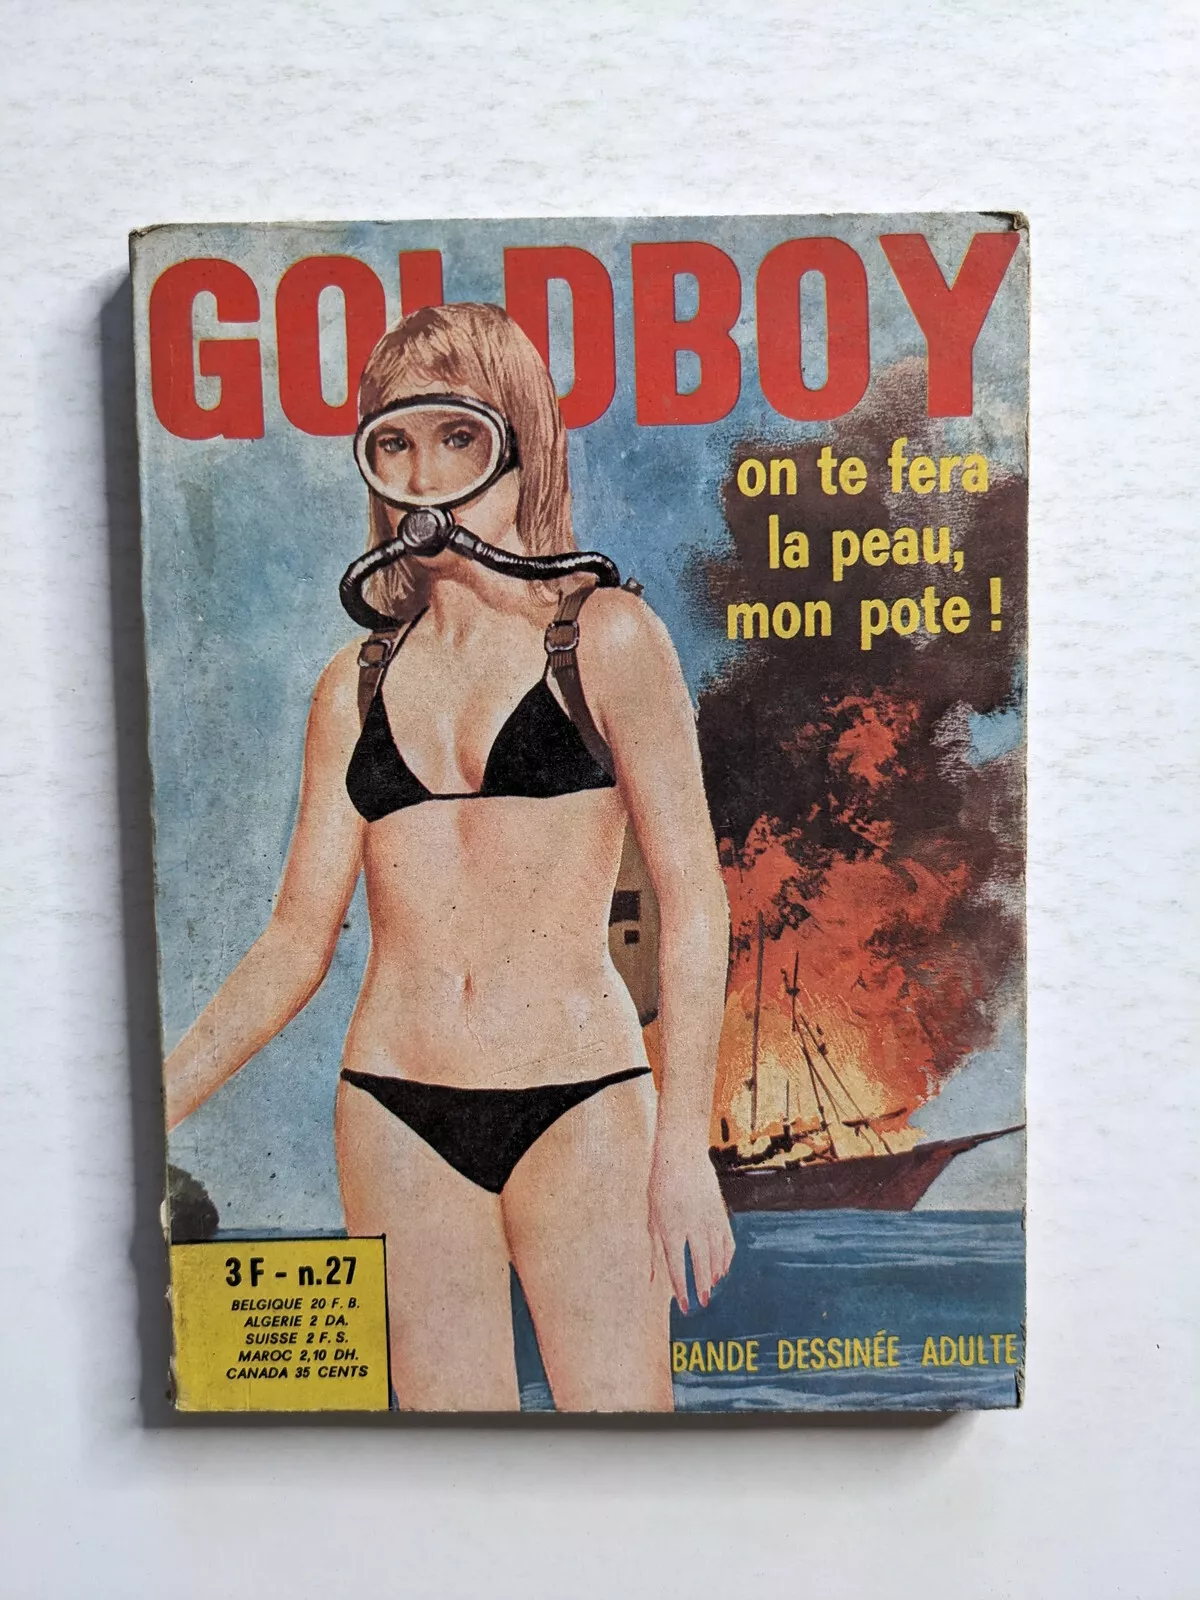 GOLDBOY
on te fera
la peau,
mon pote !
3 F - n. 27
BELGIQUE 20 F. B.
ALGERIE 2 DA.
SUISSE 2 F. S.
MAROC 2,10 DH.
CANADA 35 CENTS
BANDE DESSINÉE ADULTE